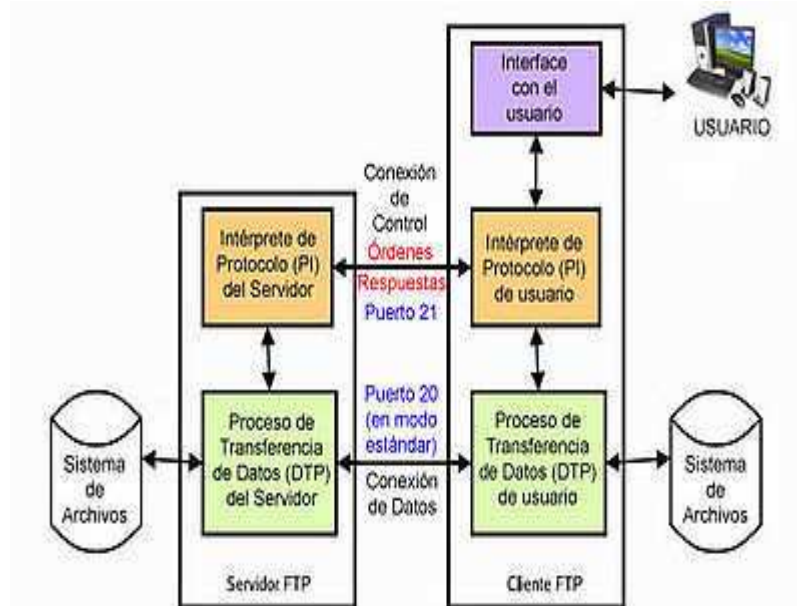 Interface
con el
usuario
USUARIO
Conexión
de
Control
Órdenes
Respuestas
Puerto 21
Intérprete de
Protocolo (PI)
del Servidor
Intérprete de
Protocolo (PI)
de usuario
Puerto 20
(en modo
estándar)
Conexión
de Datos
Sistema
de
Archivos
Proceso de
Transferencia
de Datos (DTP)
del Servidor
Proceso de
Transferencia
de Datos (DTP)
de usuario
Sistema
de
Archivos
Servidor FTP
Cliente FTP